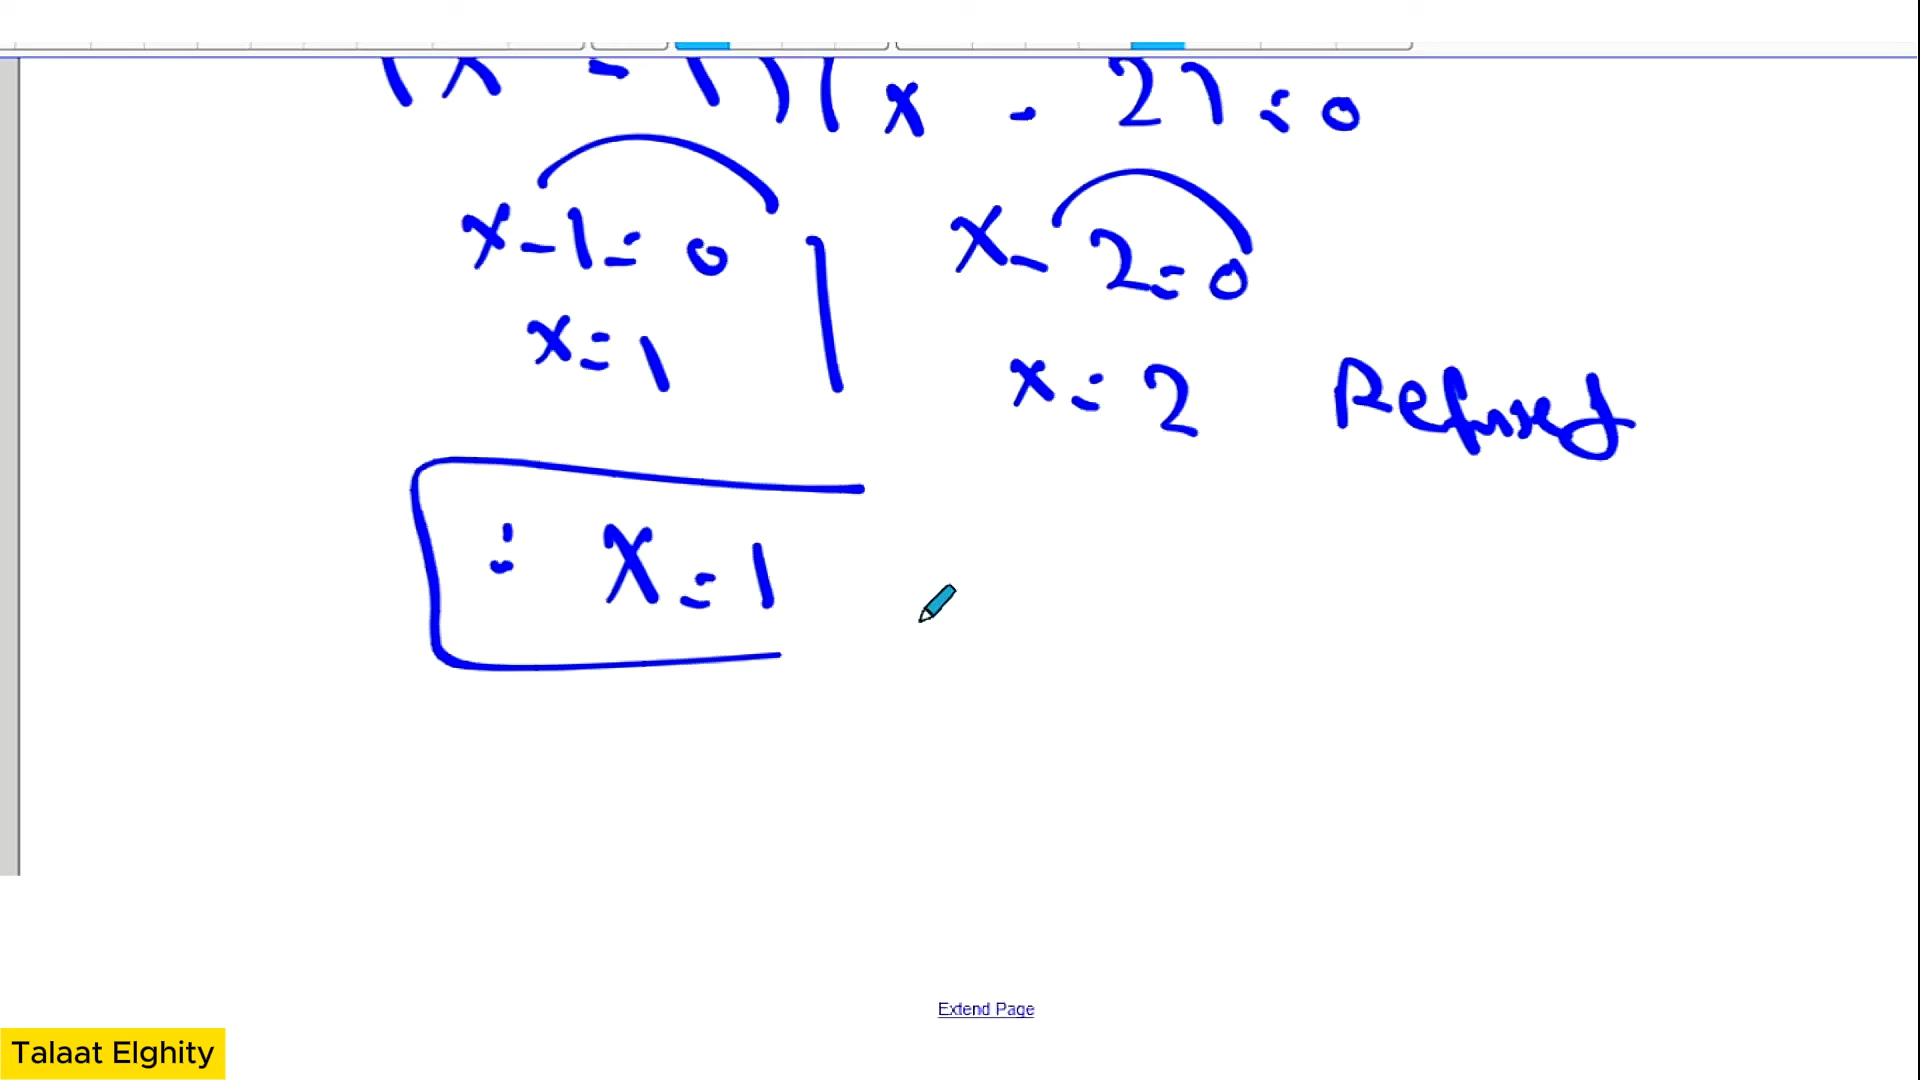 (x - 1)(x - 2) = 0
x - 1 = 0 | x - 2 = 0
x = 1 x = 2 Refused
∴ x = 1
Extend Page
Talaat Elghity